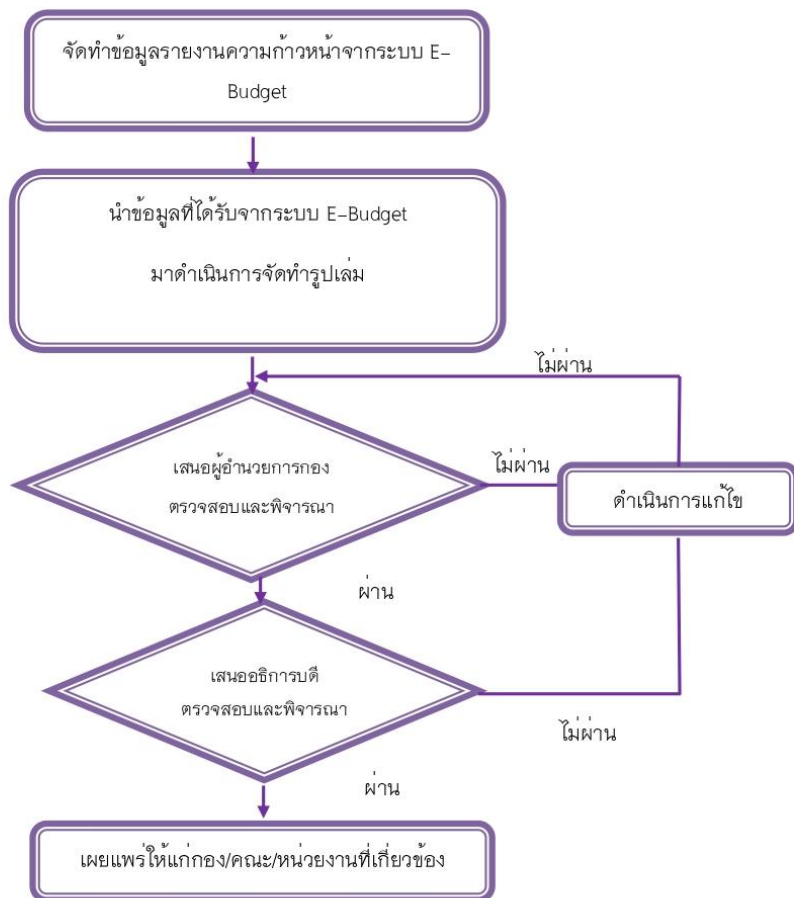 จัดทำข้อมูลรายงานความก้าวหน้าจากระบบ E-
Budget
นำข้อมูลที่ได้รับจากระบบ E-Budget
มาดำเนินการจัดทำรูปเล่ม
ไม่ผ่าน
เสนอผู้อำนวยการกอง
ตรวจสอบและพิจารณา
ไม่ผ่าน
ดำเนินการแก้ไข
ผ่าน
เสนออธิการบดี
ตรวจสอบและพิจารณา
ไม่ผ่าน
ผ่าน
เผยแพร่ให้แก่กอง/คณะ/หน่วยงานที่เกี่ยวข้อง